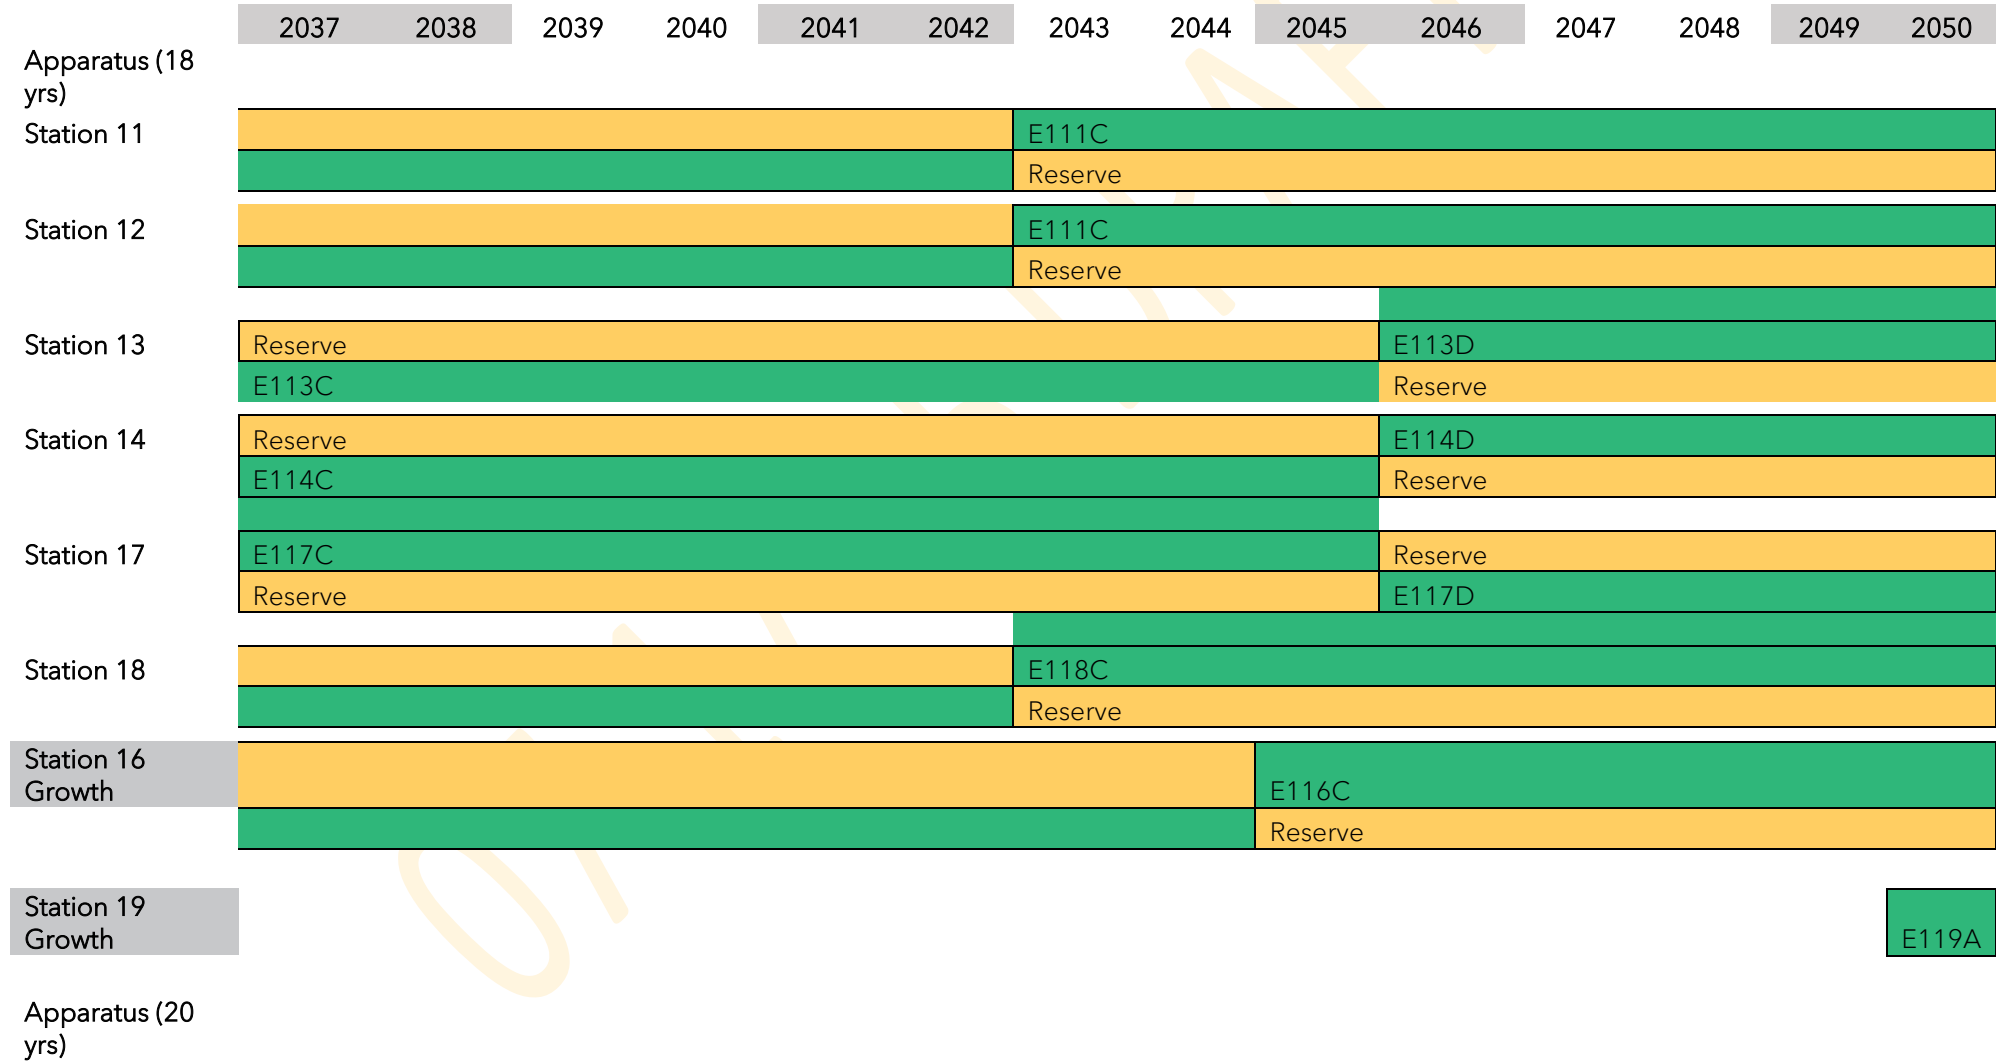 2037 2038 2039 2040 2041 2042 2043 2044 2045 2046 2047 2048 2049 2050
Apparatus (18
yrs)
Station 11 E111C
Reserve
Station 12 E111C
Reserve
Station 13 Reserve E113D
E113C Reserve
Station 14 Reserve E114D
E114C Reserve
Station 17 E117C Reserve
Reserve E117D
Station 18 E118C
Reserve
Station 16
Growth E116C
Reserve
Station 19
Growth E119A
Apparatus (20
yrs)